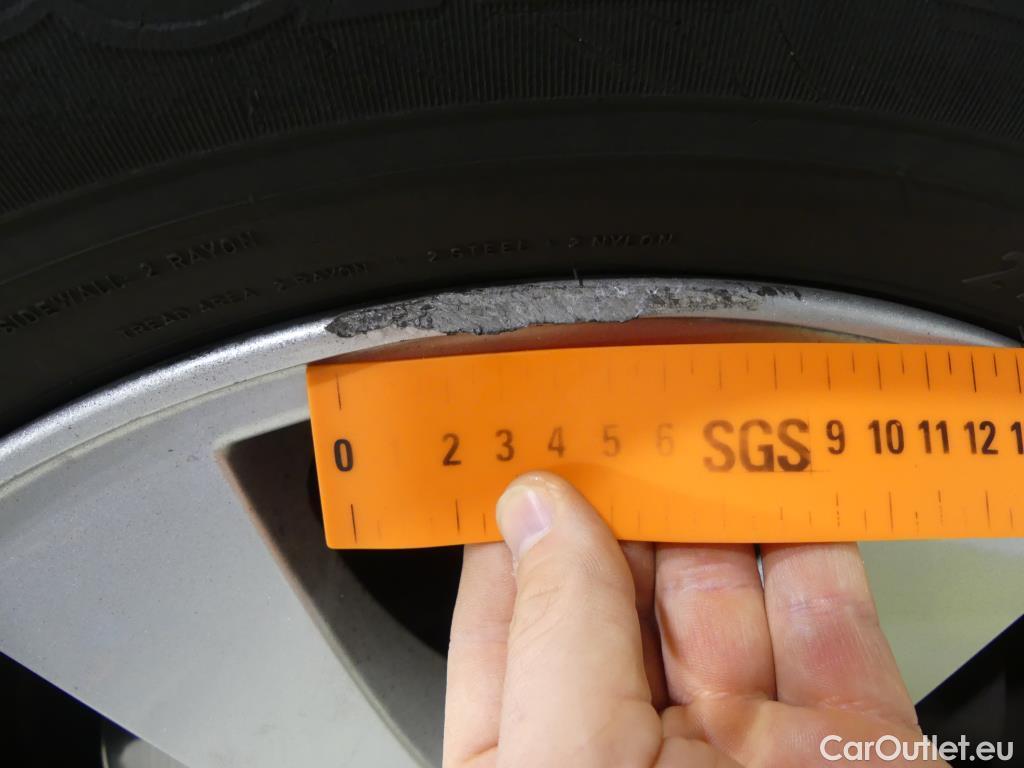 SIDEWALL 2 RAYON
TREAD AREA 2 RAYON · 2 STEEL · 2 NYLON
0 2 3 4 5 6 SGS 9 10 11 12
CarOutlet.eu